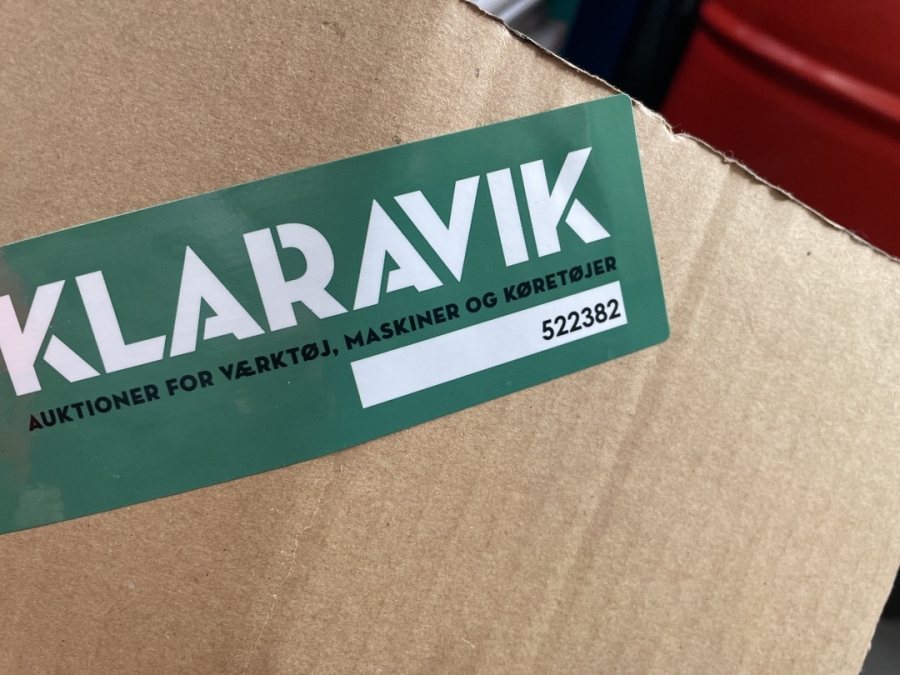 KLARAVIK
AUKTIONER FOR VÆRKTØJ, MASKINER OG KØRETØJER
522382